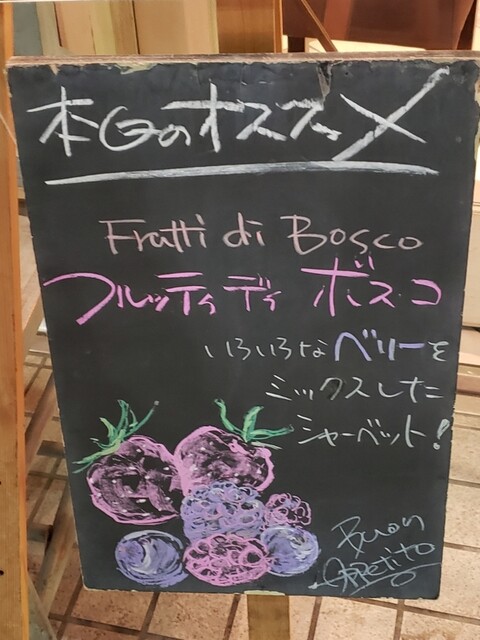 本日のオススメ
Frutti di Bosco
フルッティ ディ ボスコ
いろいろなベリーを
ミックスした
シャーベット!
Buon
Appetito